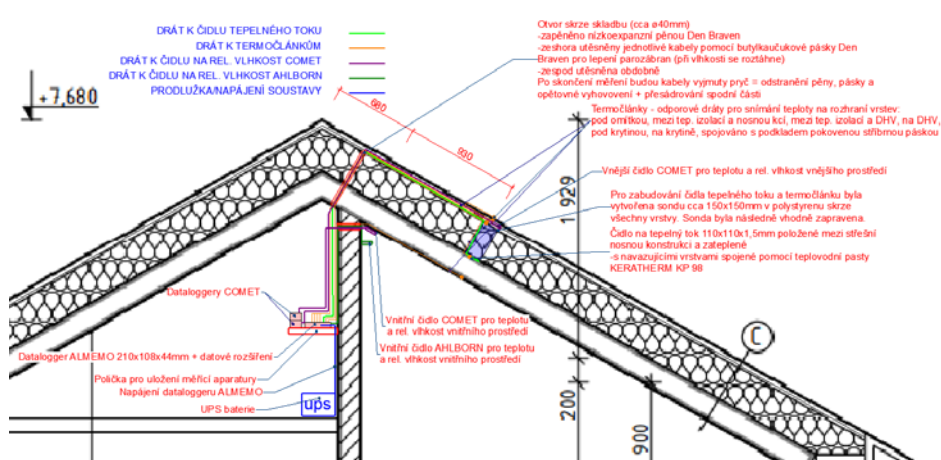 DRÁT K ČIDLU TEPELNÉHO TOKU
DRÁT K TERMOČLÁNKŮM
DRÁT K ČIDLU NA REL. VLHKOST COMET
DRÁT K ČIDLU NA REL. VLHKOST AHLBORN
PRODLUŽKA/NAPÁJENÍ SOUSTAVY
+7,680
680
930
Otvor skrze skladbu (cca ø40mm)
-zapěněno nízkoexpanzní pěnou Den Braven
-zeshora utěsněny jednotlivé kabely pomocí butylkaučukové pásky Den
Braven pro lepení parozábran (při vlhkosti se roztáhne)
-zespod utěsněna obdobně
Po skončení měření budou kabely vyjmuty pryč = odstranění pěny, pásky a
opětovné vyhovovení + přesádrování spodní části
Termočlánky - odporové dráty pro snímání teploty na rozhraní vrstev:
pod omítkou, mezi tep. izolací a nosnou kcí, mezi tep. izolací a DHV, na DHV,
pod krytinou, na krytině, spojováno s podkladem pokovenou stříbrnou páskou
Vnější čidlo COMET pro teplotu a rel. vlhkost vnějšího prostředí
Pro zabudování čidla tepelného toku a termočlánku byla
vytvořena sondu cca 150x150mm v polystyrenu skrze
všechny vrstvy. Sonda byla následně vhodně zapravena.
Čidlo na tepelný tok 110x110x1,5mm položené mezi střešní
nosnou konstrukci a zateplené
-s navazujícími vrstvami spojené pomocí teplovodní pasty
KERATHERM KP 98
1 929
200
900
C
Dataloggery COMET
Vnitřní čidlo COMET pro teplotu
a rel. vlhkost vnitřního prostředí
Vnitřní čidlo AHLBORN pro teplotu
a rel. vlhkost vnitřního prostředí
Datalogger ALMEMO 210x108x44mm + datové rozšíření
Polička pro uložení měřící aparatury
Napájení dataloggeru ALMEMO
UPS baterie
ups